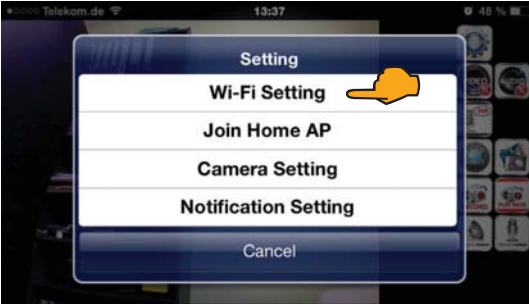 Telekom.de 13:37 48 %
Setting
Wi-Fi Setting
Join Home AP
Camera Setting
Notification Setting
Cancel